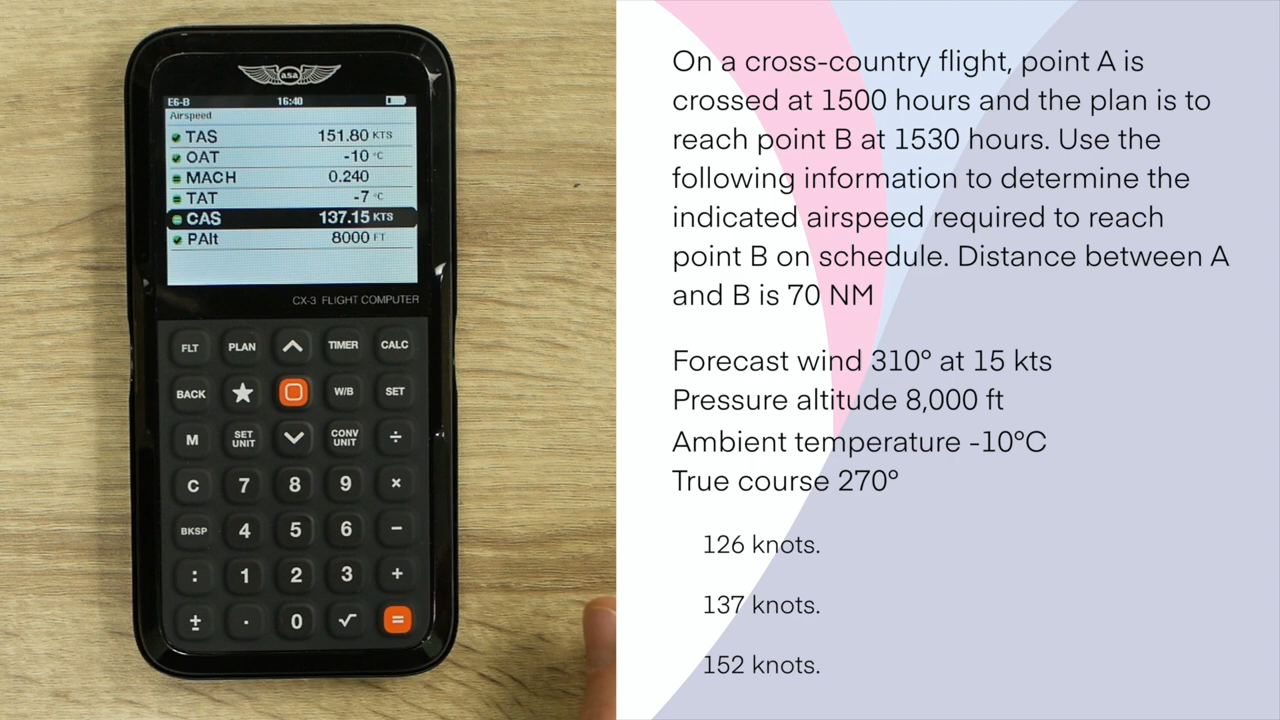 asa
E6-B 16:40
Airspeed
TAS 151.80 KTS
OAT -10 °C
MACH 0.240
TAT -7 °C
CAS 137.15 KTS
PAlt 8000 FT
CX-3 FLIGHT COMPUTER
FLT PLAN TIMER CALC
BACK W/B SET
M SET UNIT CONV UNIT ÷
C 7 8 9 ×
BKSP 4 5 6 −
: 1 2 3 +
± . 0 √ =
On a cross-country flight, point A is
crossed at 1500 hours and the plan is to
reach point B at 1530 hours. Use the
following information to determine the
indicated airspeed required to reach
point B on schedule. Distance between A
and B is 70 NM
Forecast wind 310° at 15 kts
Pressure altitude 8,000 ft
Ambient temperature -10°C
True course 270°
126 knots.
137 knots.
152 knots.